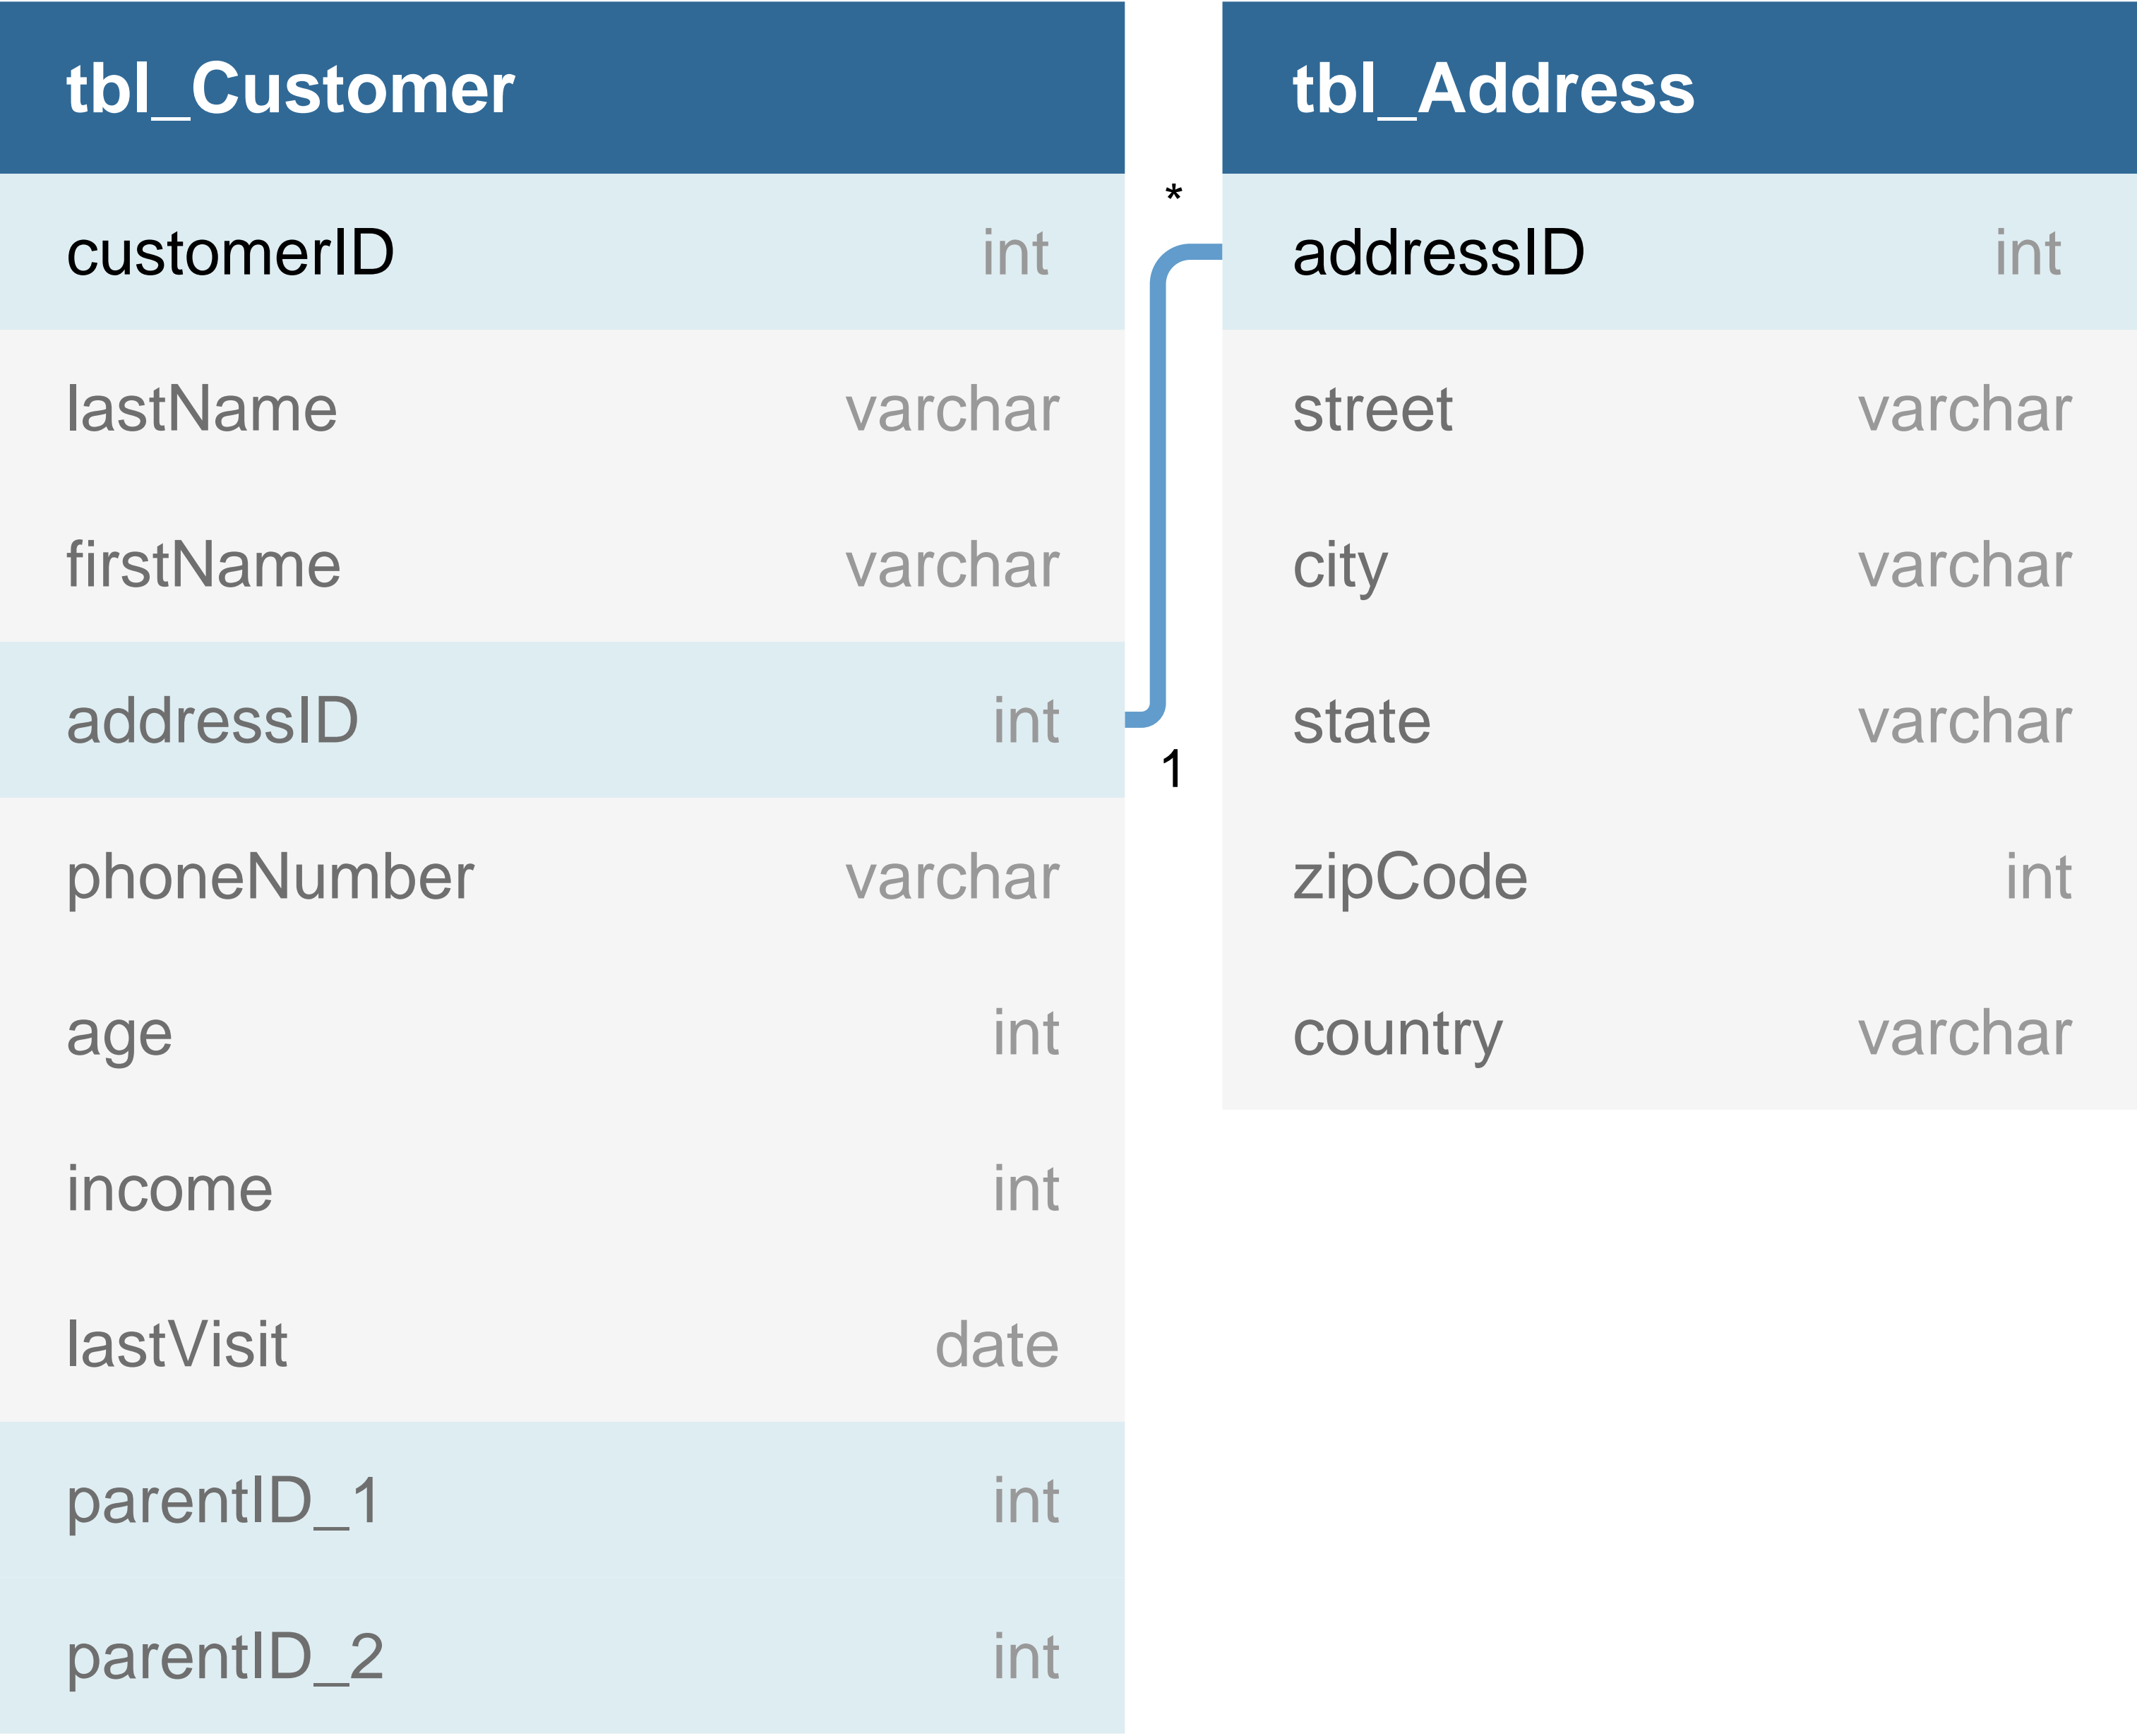 tbl_Customer
customerID int
lastName varchar
firstName varchar
addressID int
phoneNumber varchar
age int
income int
lastVisit date
parentID_1 int
parentID_2 int
*
1
tbl_Address
addressID int
street varchar
city varchar
state varchar
zipCode int
country varchar